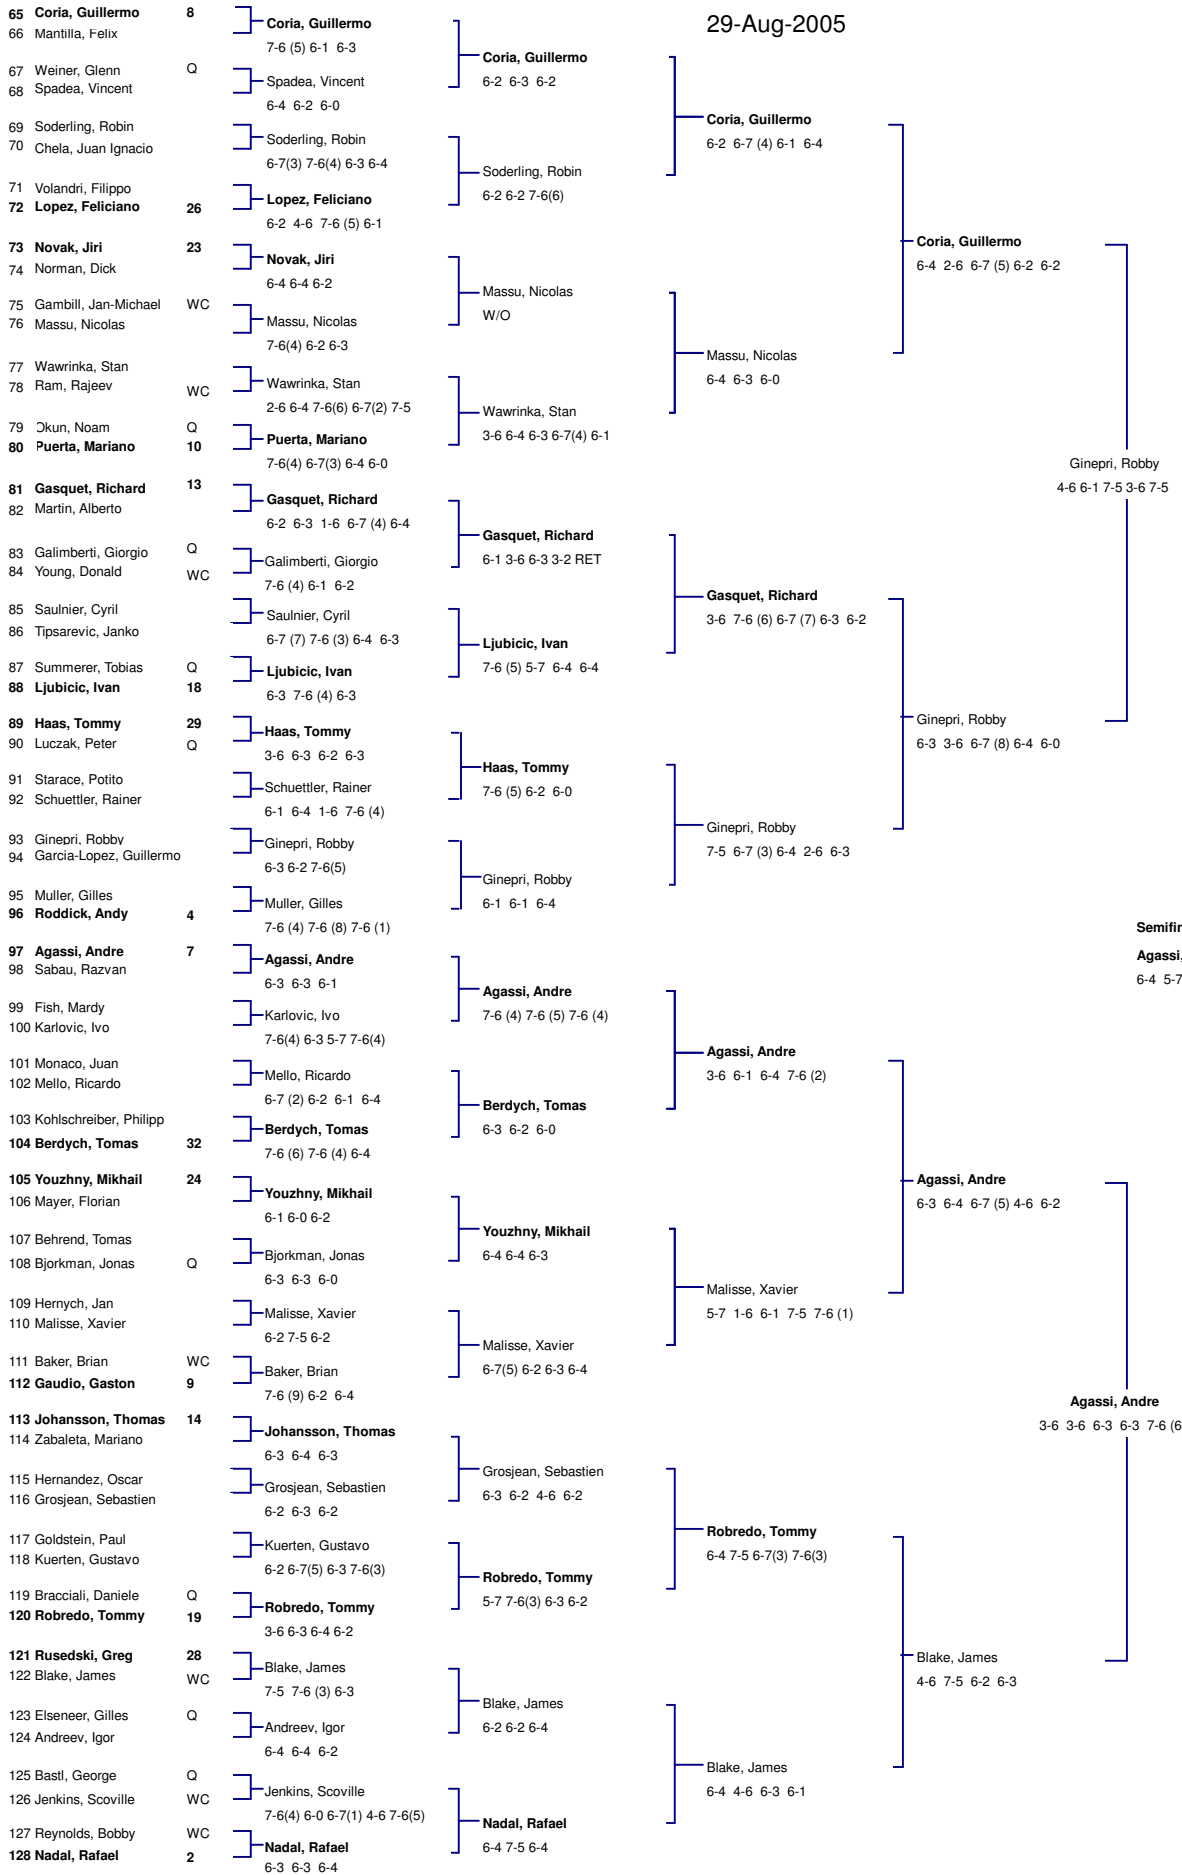 29-Aug-2005
65 Coria, Guillermo 8
66 Mantilla, Felix
67 Weiner, Glenn Q
68 Spadea, Vincent
69 Soderling, Robin
70 Chela, Juan Ignacio
71 Volandri, Filippo
72 Lopez, Feliciano 26
73 Novak, Jiri 23
74 Norman, Dick
75 Gambill, Jan-Michael WC
76 Massu, Nicolas
77 Wawrinka, Stan
78 Ram, Rajeev WC
79 Okun, Noam Q
80 Puerta, Mariano 10
81 Gasquet, Richard 13
82 Martin, Alberto
83 Galimberti, Giorgio Q
84 Young, Donald WC
85 Saulnier, Cyril
86 Tipsarevic, Janko
87 Summerer, Tobias Q
88 Ljubicic, Ivan 18
89 Haas, Tommy 29
90 Luczak, Peter Q
91 Starace, Potito
92 Schuettler, Rainer
93 Ginepri, Robby
94 Garcia-Lopez, Guillermo
95 Muller, Gilles
96 Roddick, Andy 4
97 Agassi, Andre 7
98 Sabau, Razvan
99 Fish, Mardy
100 Karlovic, Ivo
101 Monaco, Juan
102 Mello, Ricardo
103 Kohlschreiber, Philipp
104 Berdych, Tomas 32
105 Youzhny, Mikhail 24
106 Mayer, Florian
107 Behrend, Tomas
108 Bjorkman, Jonas Q
109 Hernych, Jan
110 Malisse, Xavier
111 Baker, Brian WC
112 Gaudio, Gaston 9
113 Johansson, Thomas 14
114 Zabaleta, Mariano
115 Hernandez, Oscar
116 Grosjean, Sebastien
117 Goldstein, Paul
118 Kuerten, Gustavo
119 Bracciali, Daniele Q
120 Robredo, Tommy 19
121 Rusedski, Greg 28
122 Blake, James WC
123 Elseneer, Gilles Q
124 Andreev, Igor
125 Bastl, George Q
126 Jenkins, Scoville WC
127 Reynolds, Bobby WC
128 Nadal, Rafael 2
Coria, Guillermo
7-6 (5) 6-1 6-3
Spadea, Vincent
6-4 6-2 6-0
Soderling, Robin
6-7(3) 7-6(4) 6-3 6-4
Lopez, Feliciano
6-2 4-6 7-6 (5) 6-1
Novak, Jiri
6-4 6-4 6-2
Massu, Nicolas
7-6(4) 6-2 6-3
Wawrinka, Stan
2-6 6-4 7-6(6) 6-7(2) 7-5
Puerta, Mariano
7-6(4) 6-7(3) 6-4 6-0
Gasquet, Richard
6-2 6-3 1-6 6-7 (4) 6-4
Galimberti, Giorgio
7-6 (4) 6-1 6-2
Saulnier, Cyril
6-7 (7) 7-6 (3) 6-4 6-3
Ljubicic, Ivan
6-3 7-6 (4) 6-3
Haas, Tommy
3-6 6-3 6-2 6-3
Schuettler, Rainer
6-1 6-4 1-6 7-6 (4)
Ginepri, Robby
6-3 6-2 7-6(5)
Muller, Gilles
7-6 (4) 7-6 (8) 7-6 (1)
Agassi, Andre
6-3 6-3 6-1
Karlovic, Ivo
7-6(4) 6-3 5-7 7-6(4)
Mello, Ricardo
6-7 (2) 6-2 6-1 6-4
Berdych, Tomas
7-6 (6) 7-6 (4) 6-4
Youzhny, Mikhail
6-1 6-0 6-2
Bjorkman, Jonas
6-3 6-3 6-0
Malisse, Xavier
6-2 7-5 6-2
Baker, Brian
7-6 (9) 6-2 6-4
Johansson, Thomas
6-3 6-4 6-3
Grosjean, Sebastien
6-2 6-3 6-2
Kuerten, Gustavo
6-2 6-7(5) 6-3 7-6(3)
Robredo, Tommy
3-6 6-3 6-4 6-2
Blake, James
7-5 7-6 (3) 6-3
Andreev, Igor
6-4 6-4 6-2
Jenkins, Scoville
7-6(4) 6-0 6-7(1) 4-6 7-6(5)
Nadal, Rafael
6-3 6-3 6-4
Coria, Guillermo
6-2 6-3 6-2
Soderling, Robin
6-2 6-2 7-6(6)
Massu, Nicolas
W/O
Wawrinka, Stan
3-6 6-4 6-3 6-7(4) 6-1
Gasquet, Richard
6-1 3-6 6-3 3-2 RET
Ljubicic, Ivan
7-6 (5) 5-7 6-4 6-4
Haas, Tommy
7-6 (5) 6-2 6-0
Ginepri, Robby
6-1 6-1 6-4
Agassi, Andre
7-6 (4) 7-6 (5) 7-6 (4)
Berdych, Tomas
6-3 6-2 6-0
Youzhny, Mikhail
6-4 6-4 6-3
Malisse, Xavier
6-7(5) 6-2 6-3 6-4
Grosjean, Sebastien
6-3 6-2 4-6 6-2
Robredo, Tommy
5-7 7-6(3) 6-3 6-2
Blake, James
6-2 6-2 6-4
Nadal, Rafael
6-4 7-5 6-4
Coria, Guillermo
6-2 6-7 (4) 6-1 6-4
Massu, Nicolas
6-4 6-3 6-0
Gasquet, Richard
3-6 7-6 (6) 6-7 (7) 6-3 6-2
Ginepri, Robby
7-5 6-7 (3) 6-4 2-6 6-3
Agassi, Andre
3-6 6-1 6-4 7-6 (2)
Malisse, Xavier
5-7 1-6 6-1 7-5 7-6 (1)
Robredo, Tommy
6-4 7-5 6-7(3) 7-6(3)
Blake, James
6-4 4-6 6-3 6-1
Coria, Guillermo
6-4 2-6 6-7 (5) 6-2 6-2
Ginepri, Robby
6-3 3-6 6-7 (8) 6-4 6-0
Agassi, Andre
6-3 6-4 6-7 (5) 4-6 6-2
Blake, James
4-6 7-5 6-2 6-3
Ginepri, Robby
4-6 6-1 7-5 3-6 7-5
Agassi, Andre
3-6 3-6 6-3 6-3 7-6 (6
Semifin
Agassi,
6-4 5-7